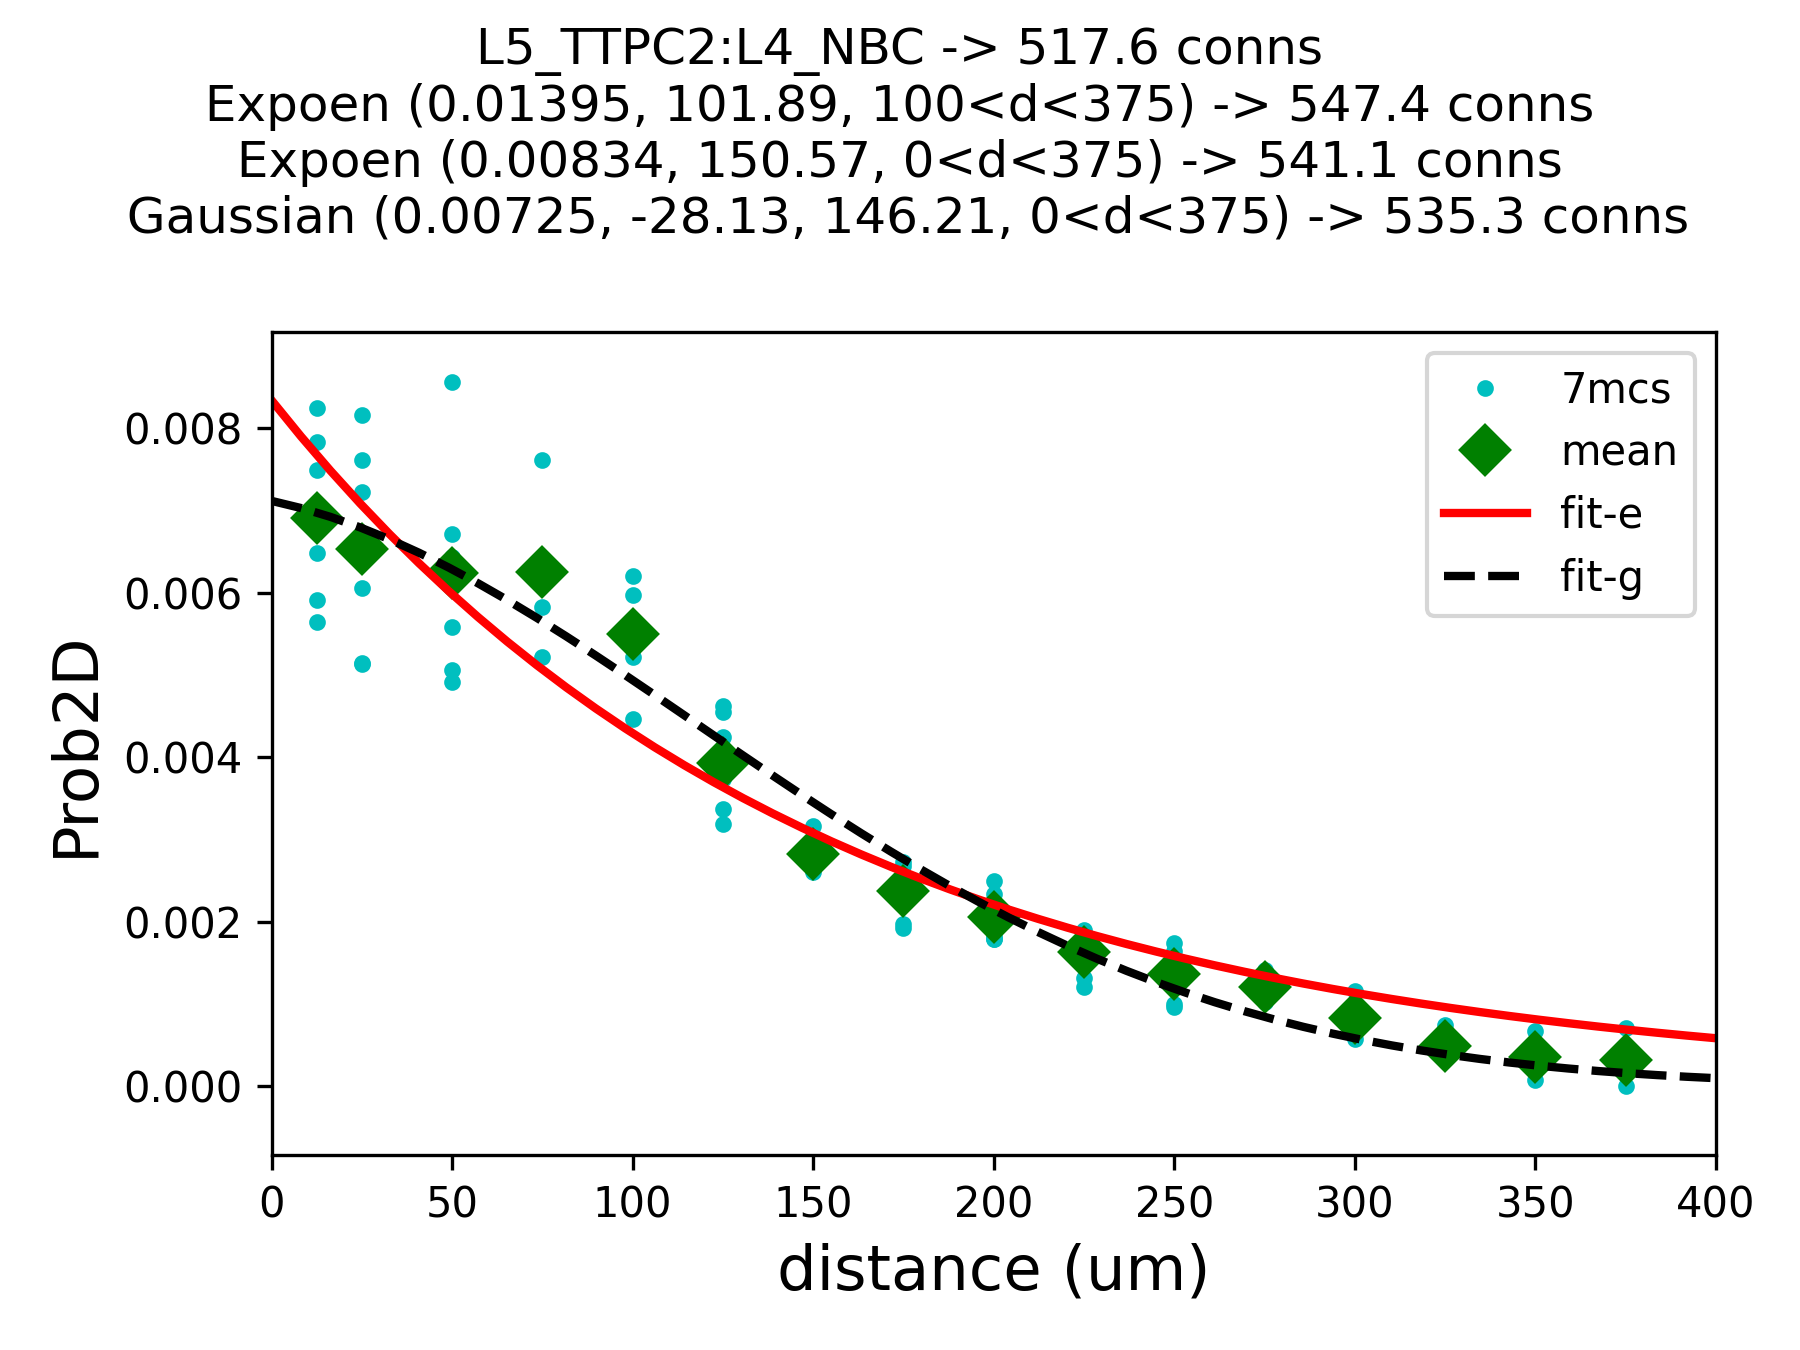 L5_TTPC2:L4_NBC -> 517.6 conns
Expoen (0.01395, 101.89, 100<d<375) -> 547.4 conns
Expoen (0.00834, 150.57, 0<d<375) -> 541.1 conns
Gaussian (0.00725, -28.13, 146.21, 0<d<375) -> 535.3 conns
7mcs
mean
fit-e
fit-g
Prob2D
0.008
0.006
0.004
0.002
0.000
0 50 100 150 200 250 300 350 400
distance (um)